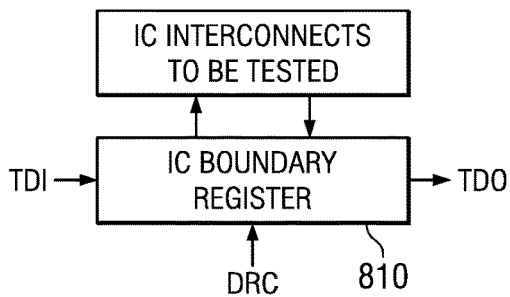 IC INTERCONNECTS
TO BE TESTED
IC BOUNDARY
REGISTER
TDI
TDO
DRC
810